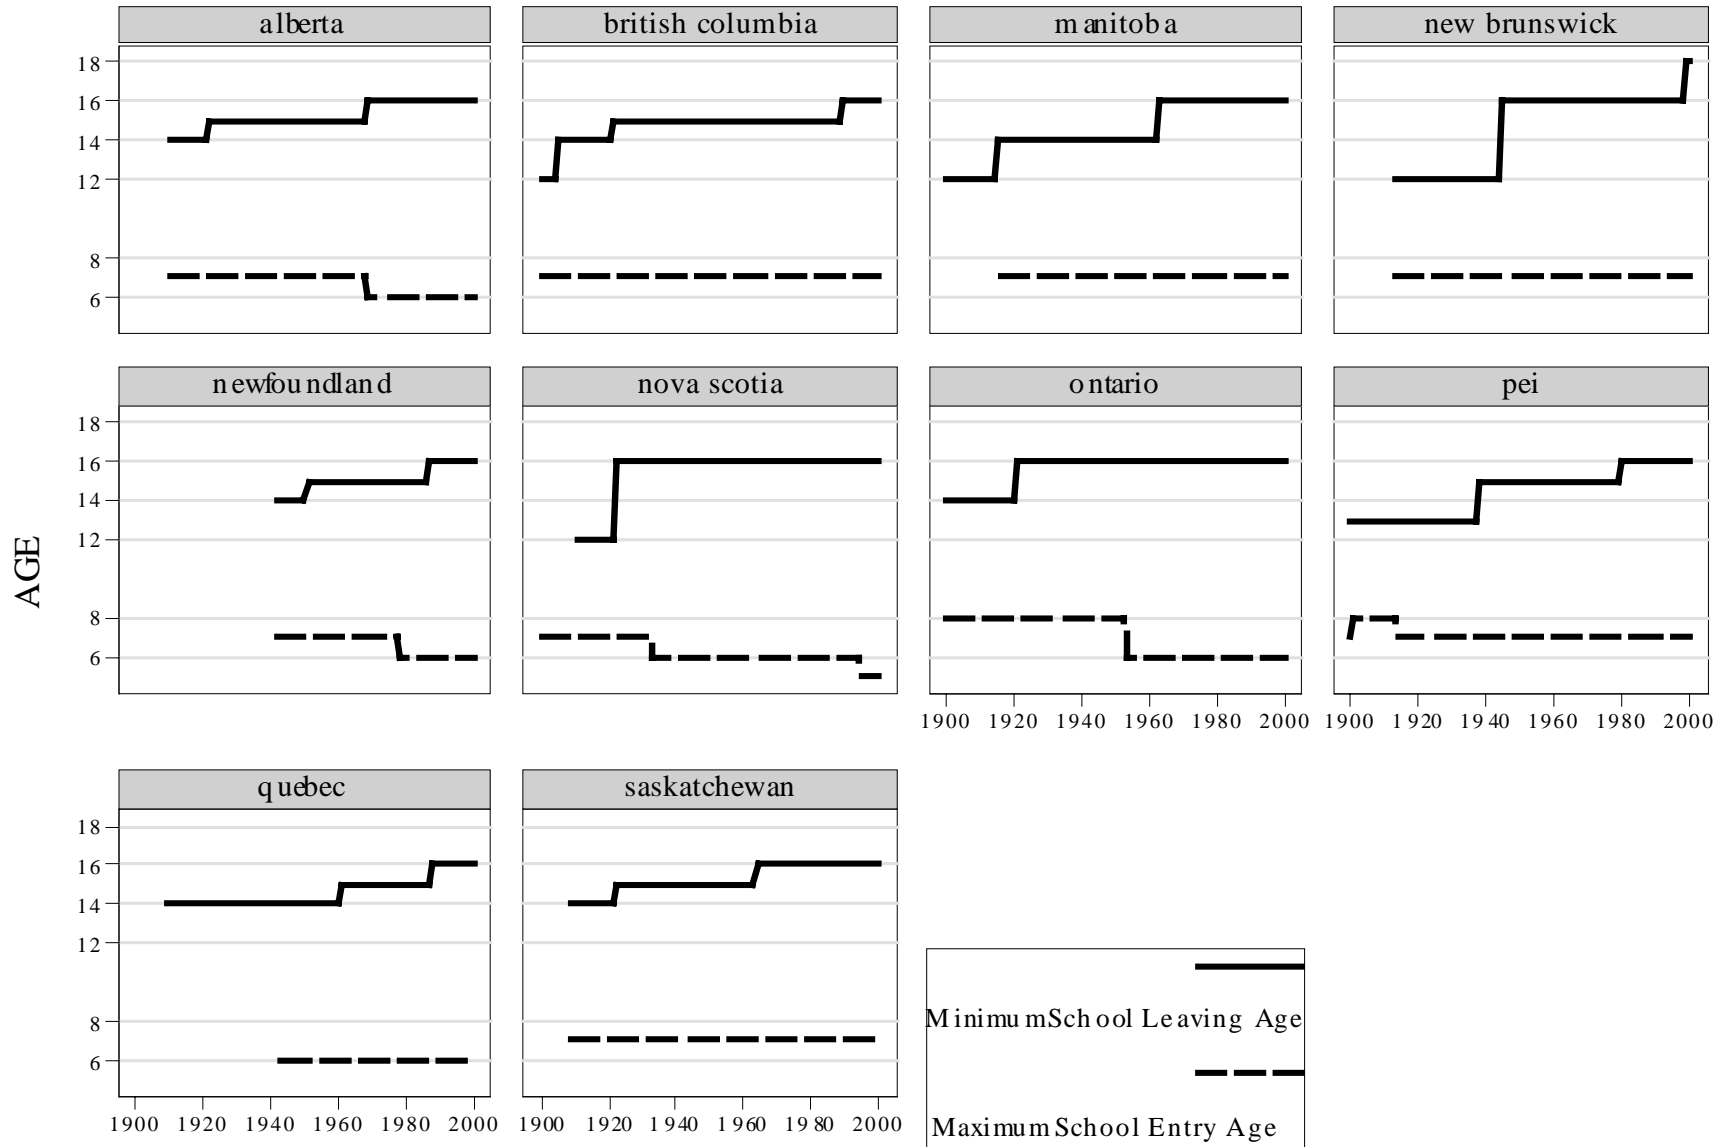 alberta
british columbia
manitoba
new brunswick
18
16
14
12
8
6
newfoundland
nova scotia
ontario
pei
18
16
14
12
8
6
AGE
1900 1920 1940 1960 1980 2000
1900 1920 1940 1960 1980 2000
quebec
saskatchewan
18
16
14
12
8
6
1900 1920 1940 1960 1980 2000
1900 1920 1940 1960 1980 2000
Minimum School Leaving Age
Maximum School Entry Age